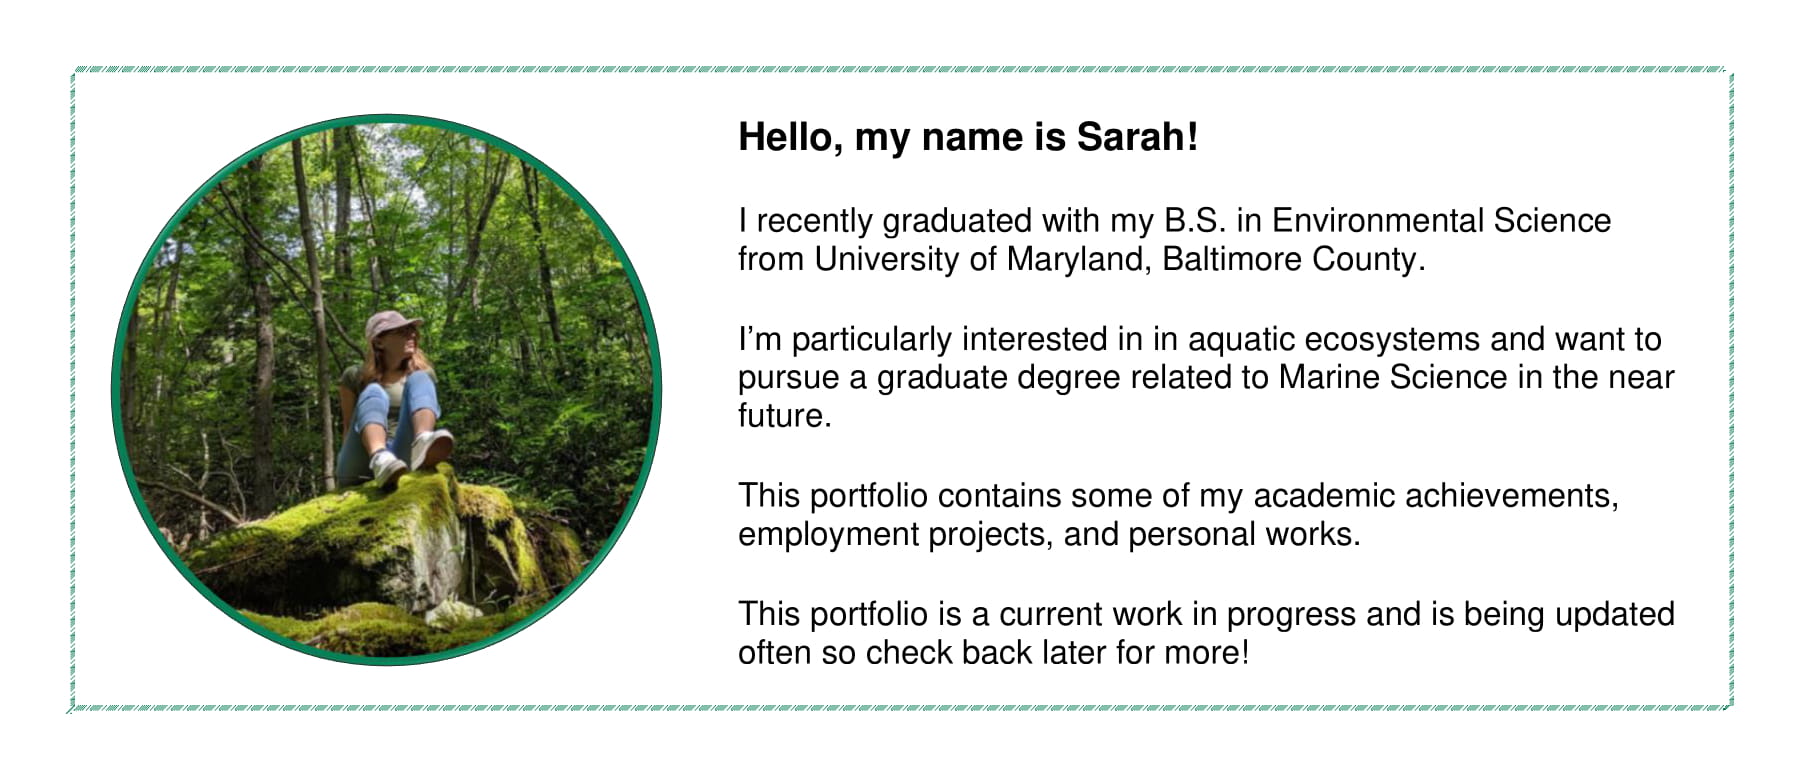 Hello, my name is Sarah!
I recently graduated with my B.S. in Environmental Science
from University of Maryland, Baltimore County.
I’m particularly interested in in aquatic ecosystems and want to
pursue a graduate degree related to Marine Science in the near
future.
This portfolio contains some of my academic achievements,
employment projects, and personal works.
This portfolio is a current work in progress and is being updated
often so check back later for more!